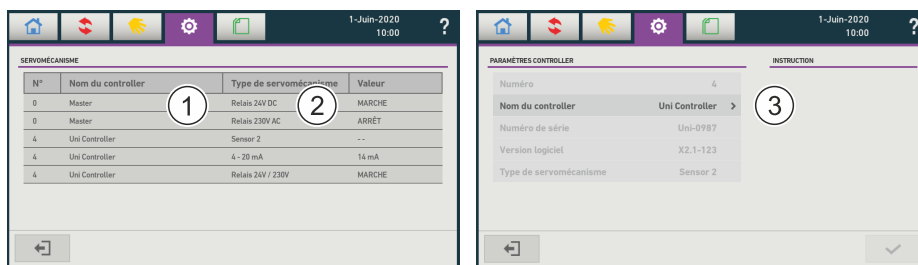 1-Juin-2020
10:00
?
SERVOMÉCANISME
N° Nom du controller Type de servomécanisme Valeur
0 Master Relais 24V DC MARCHE
0 Master Relais 230V AC ARRÊT
4 Uni Controller Sensor 2 --
4 Uni Controller 4 - 20 mA 14 mA
4 Uni Controller Relais 24V / 230V MARCHE
1
2
1-Juin-2020
10:00
?
PARAMÈTRES CONTROLLER
INSTRUCTION
Numéro 4
Nom du controller Uni Controller >
Numéro de série Uni-0987
Version logiciel X2.1-123
Type de servomécanisme Sensor 2
3